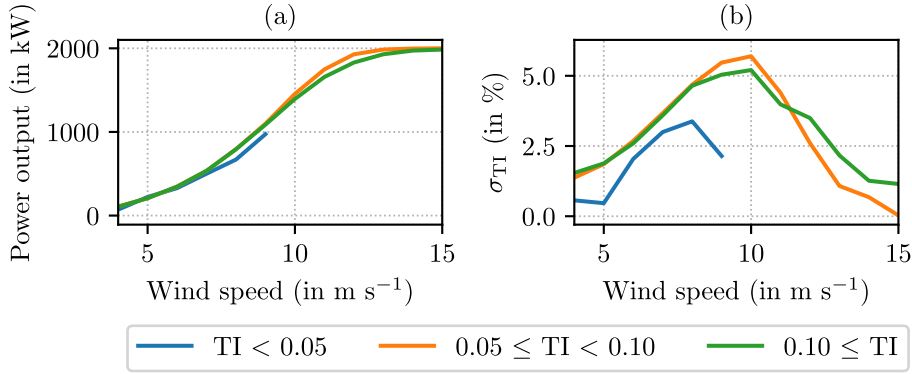 (a)
Power output (in kW)
2000
1000
0
5 10 15
Wind speed (in m s⁻¹)
(b)
σ_TI (in %)
5.0
2.5
0.0
5 10 15
Wind speed (in m s⁻¹)
TI < 0.05 0.05 ≤ TI < 0.10 0.10 ≤ TI